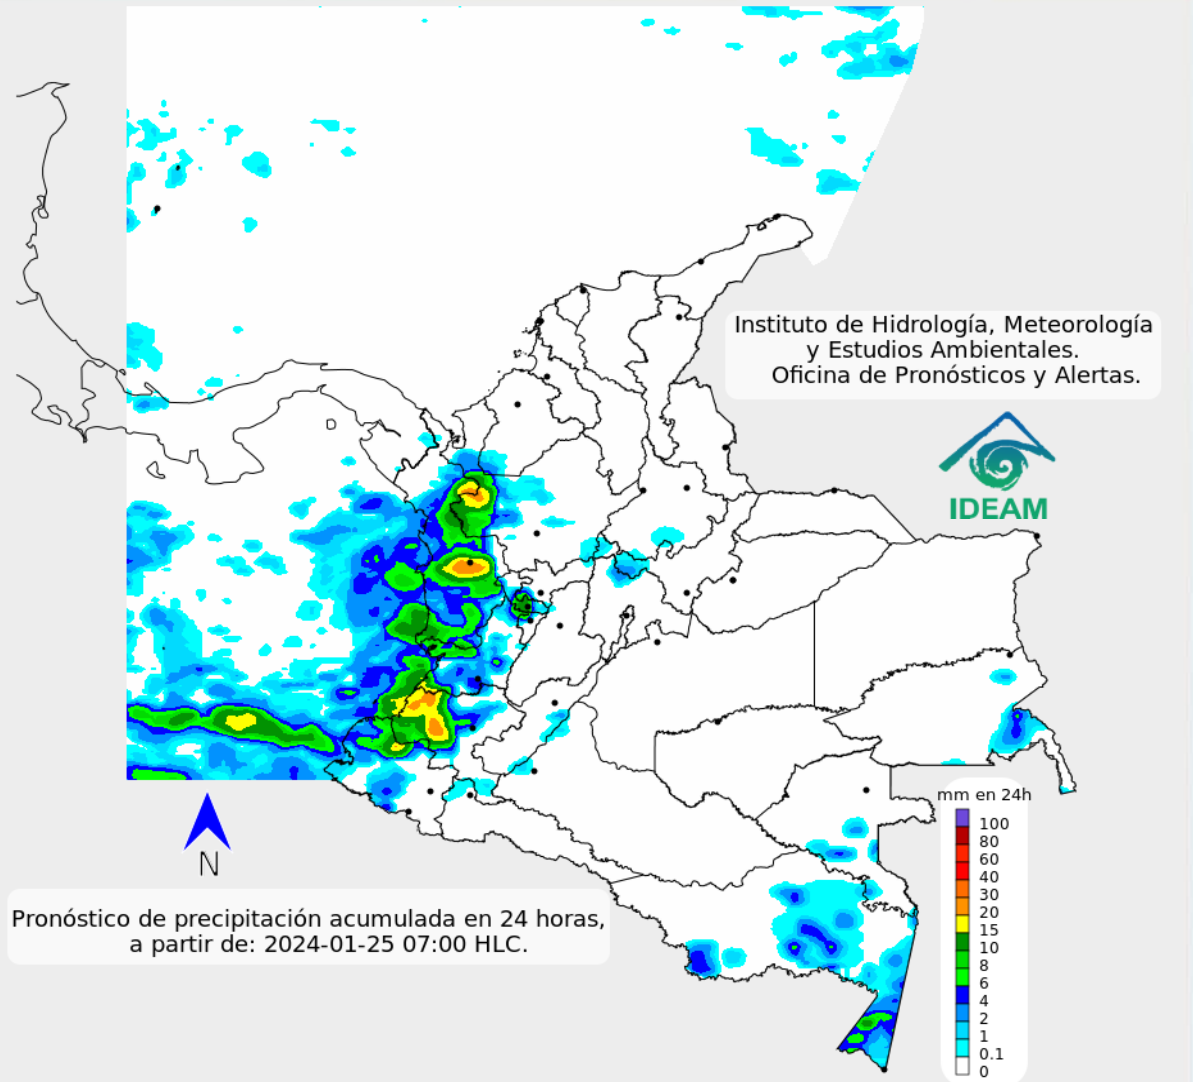 Instituto de Hidrología, Meteorología
y Estudios Ambientales.
Oficina de Pronósticos y Alertas.
IDEAM
mm en 24h
100
80
60
40
30
20
15
10
8
6
4
2
1
0.1
0
N
Pronóstico de precipitación acumulada en 24 horas,
a partir de: 2024-01-25 07:00 HLC.